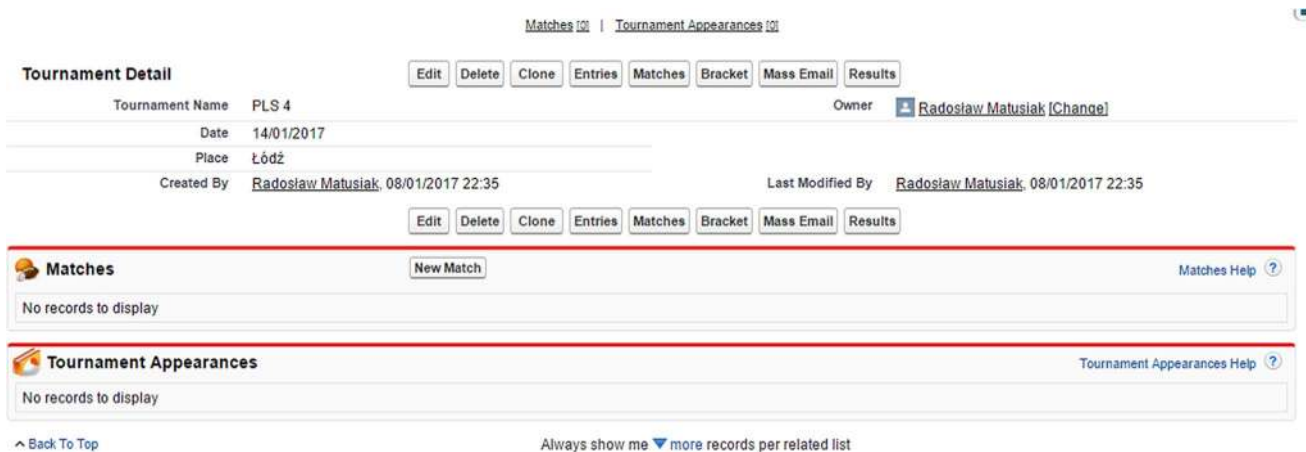 Matches [0] | Tournament Appearances [0]
Tournament Detail Edit Delete Clone Entries Matches Bracket Mass Email Results
Tournament Name PLS 4 Owner Radosław Matusiak [Change]
Date 14/01/2017
Place Łódź
Created By Radosław Matusiak, 08/01/2017 22:35 Last Modified By Radosław Matusiak, 08/01/2017 22:35
Edit Delete Clone Entries Matches Bracket Mass Email Results
Matches New Match Matches Help ?
No records to display
Tournament Appearances Tournament Appearances Help ?
No records to display
Back To Top Always show me more records per related list